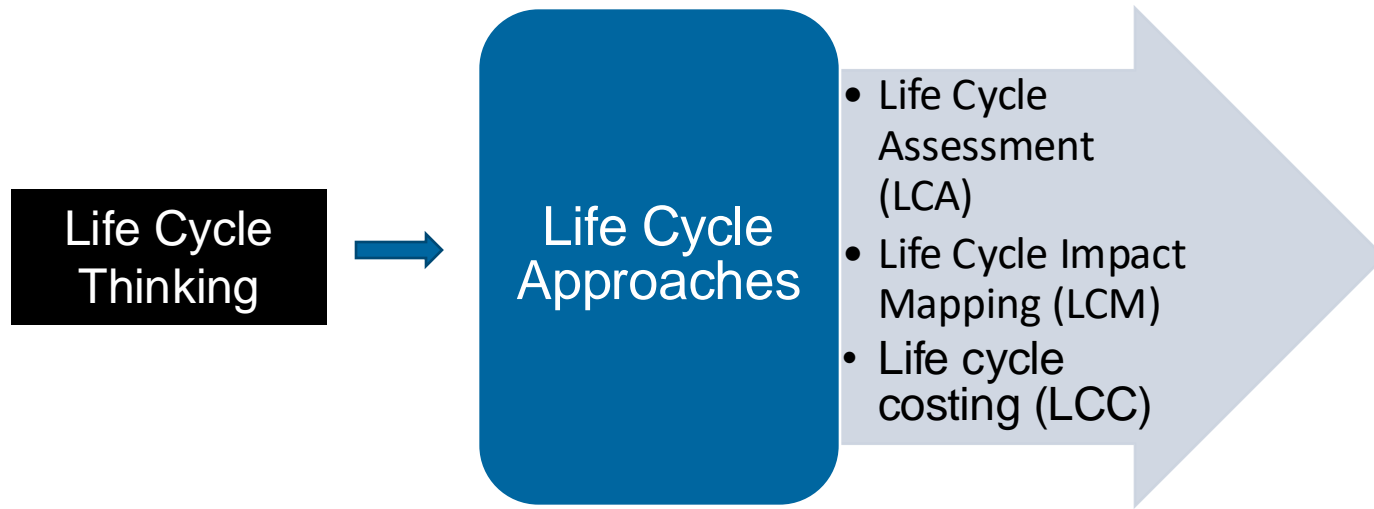 Life Cycle
Thinking
Life Cycle
Approaches
• Life Cycle
Assessment
(LCA)
• Life Cycle Impact
Mapping (LCM)
• Life cycle
costing (LCC)